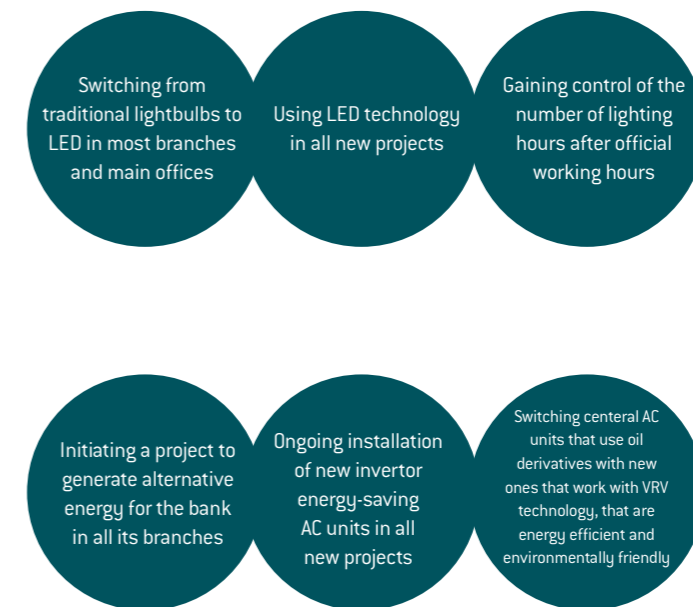 Switching from
traditional lightbulbs to
LED in most branches
and main offices
Using LED technology
in all new projects
Gaining control of the
number of lighting
hours after official
working hours
Initiating a project to
generate alternative
energy for the bank
in all its branches
Ongoing installation
of new invertor
energy-saving
AC units in all
new projects
Switching centeral AC
units that use oil
derivatives with new
ones that work with VRV
technology, that are
energy efficient and
environmentally friendly